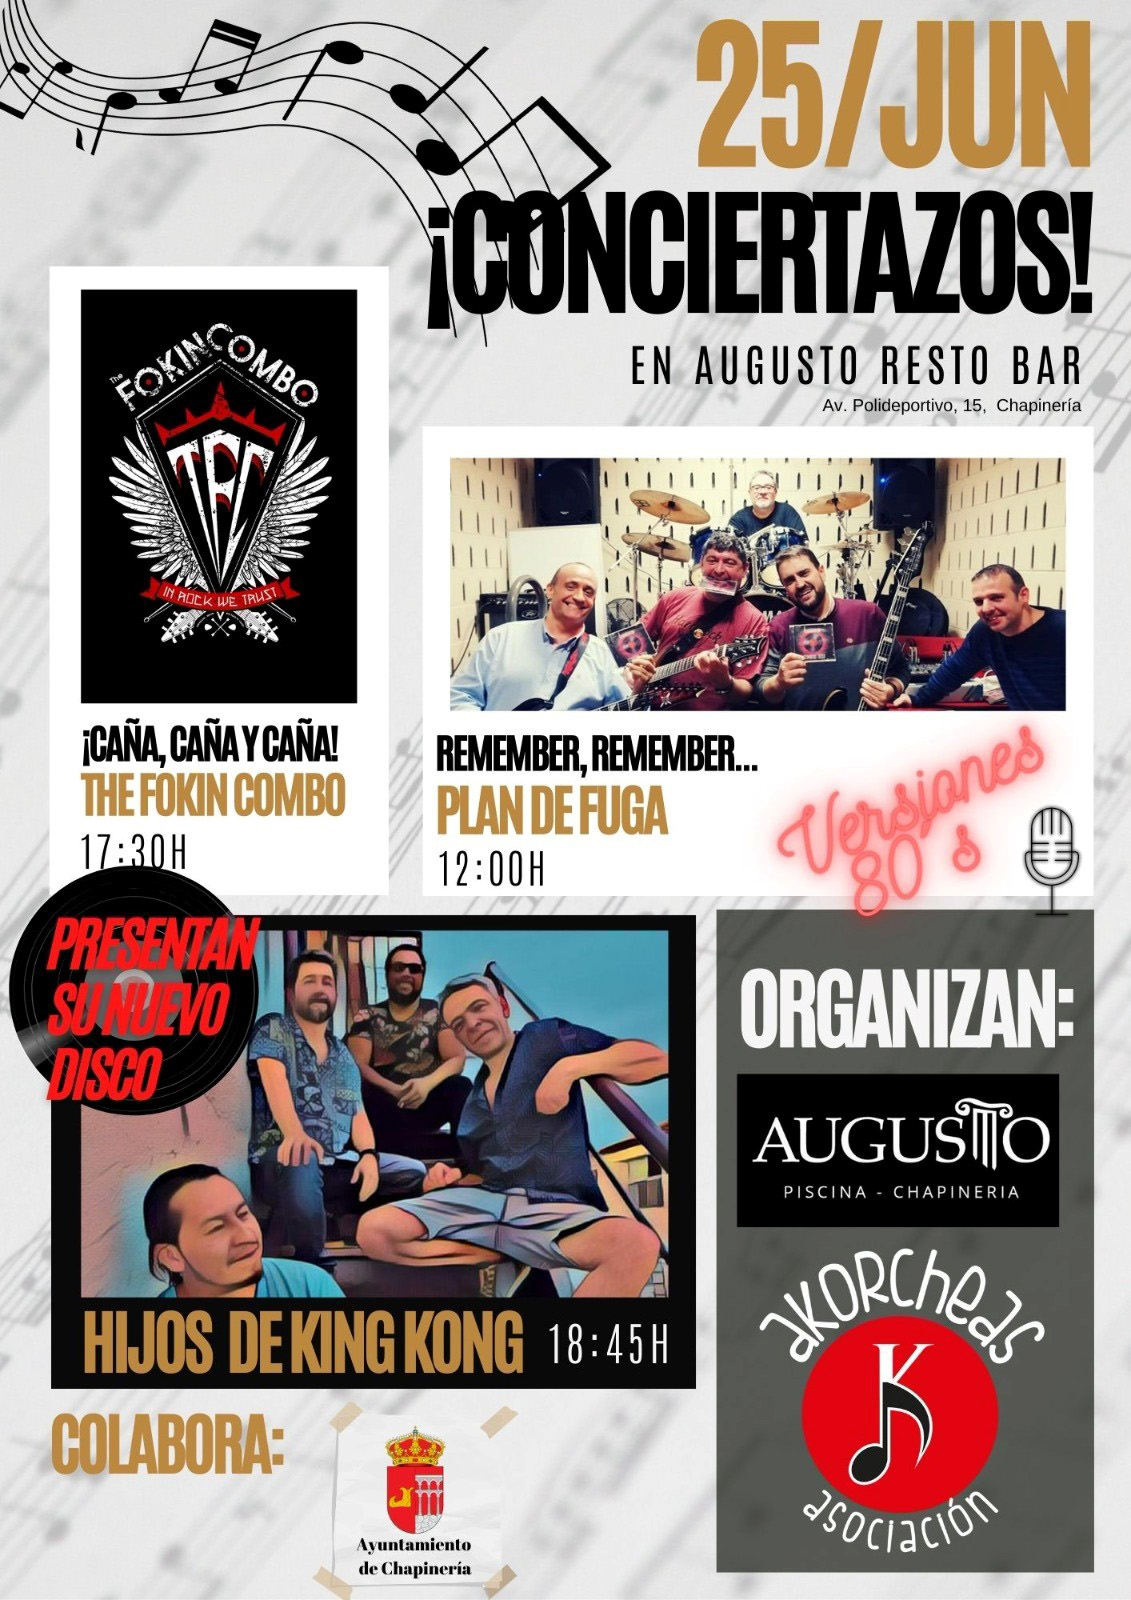 25/JUN
¡CONCIERTAZOS!
EN AUGUSTO RESTO BAR
Av. Polideportivo, 15, Chapinería
The
FOKIN COMBO
TFC
IN ROCK WE TRUST
¡CAÑA, CAÑA Y CAÑA!
THE FOKIN COMBO
17:30H
REMEMBER, REMEMBER...
PLAN DE FUGA
12:00H
Versiones
80´s
PRESENTAN
SU NUEVO
DISCO
HIJOS DE KING KONG 18:45H
ORGANIZAN:
AUGUSTO
PISCINA - CHAPINERIA
AKORCHEAS
K
asociación
COLABORA:
Ayuntamiento
de Chapinería